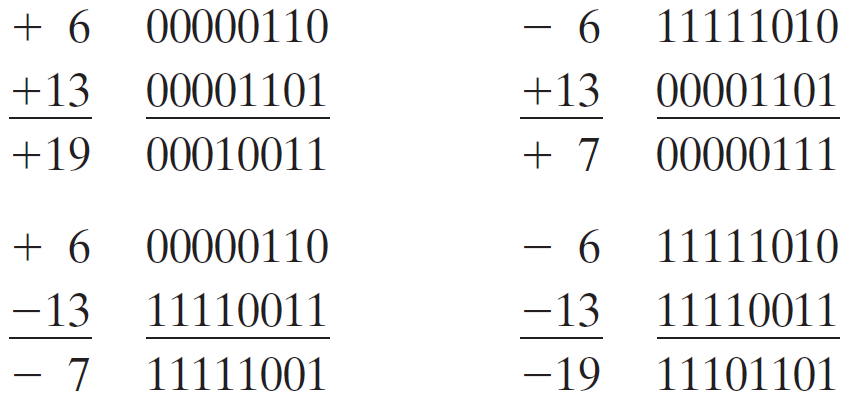 + 6 00000110 − 6 11111010
+13 00001101 +13 00001101
+19 00010011 + 7 00000111
+ 6 00000110 − 6 11111010
−13 11110011 −13 11110011
− 7 11111001 −19 11101101